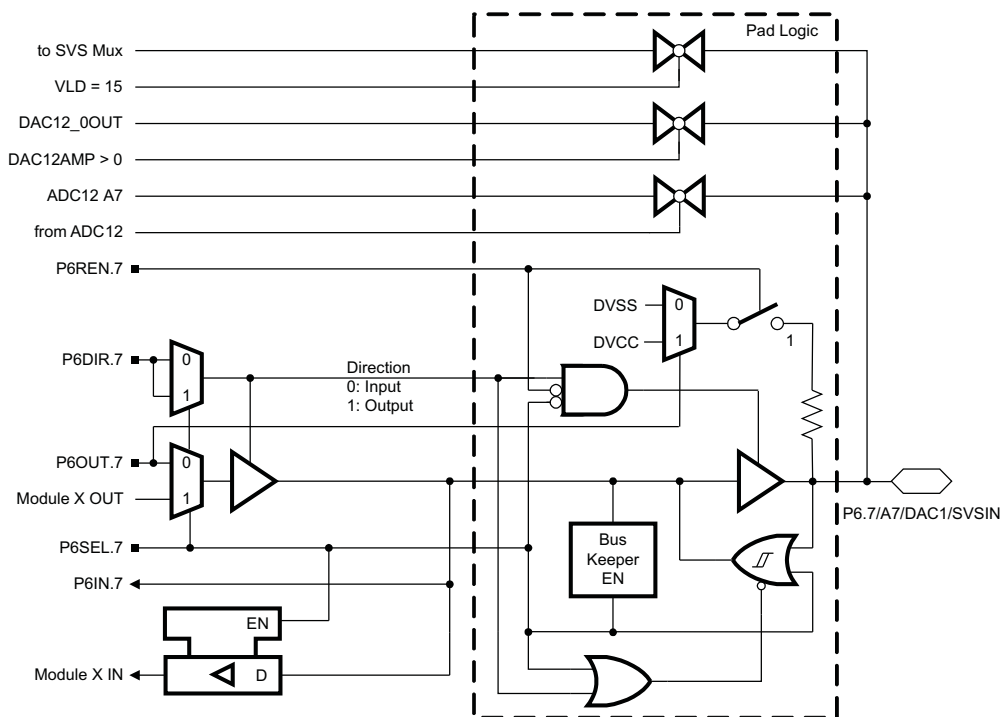 Pad Logic
to SVS Mux
VLD = 15
DAC12_0OUT
DAC12AMP > 0
ADC12 A7
from ADC12
P6REN.7
DVSS
0
DVCC
1
1
P6DIR.7
0
1
Direction
0: Input
1: Output
P6OUT.7
0
Module X OUT
1
P6.7/A7/DAC1/SVSIN
P6SEL.7
Bus
Keeper
EN
P6IN.7
EN
Module X IN
D